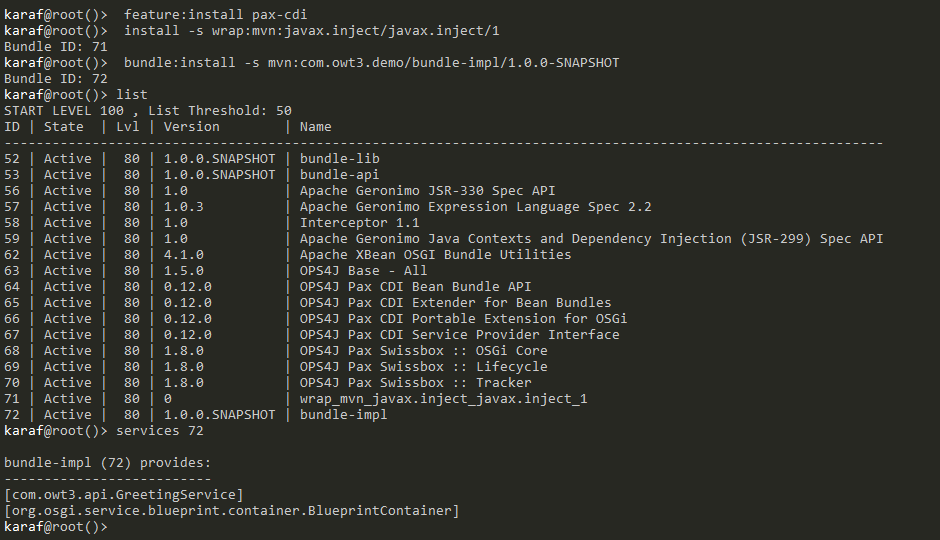 karaf@root()>  feature:install pax-cdi
karaf@root()>  install -s wrap:mvn:javax.inject/javax.inject/1
Bundle ID: 71
karaf@root()>  bundle:install -s mvn:com.owt3.demo/bundle-impl/1.0.0-SNAPSHOT
Bundle ID: 72
karaf@root()> list
START LEVEL 100 , List Threshold: 50
ID | State  | Lvl | Version        | Name
--------------------------------------------------------------------------------------------------------------
52 | Active |  80 | 1.0.0.SNAPSHOT | bundle-lib
53 | Active |  80 | 1.0.0.SNAPSHOT | bundle-api
56 | Active |  80 | 1.0            | Apache Geronimo JSR-330 Spec API
57 | Active |  80 | 1.0.3          | Apache Geronimo Expression Language Spec 2.2
58 | Active |  80 | 1.0            | Interceptor 1.1
59 | Active |  80 | 1.0            | Apache Geronimo Java Contexts and Dependency Injection (JSR-299) Spec API
62 | Active |  80 | 4.1.0          | Apache XBean OSGI Bundle Utilities
63 | Active |  80 | 1.5.0          | OPS4J Base - All
64 | Active |  80 | 0.12.0         | OPS4J Pax CDI Bean Bundle API
65 | Active |  80 | 0.12.0         | OPS4J Pax CDI Extender for Bean Bundles
66 | Active |  80 | 0.12.0         | OPS4J Pax CDI Portable Extension for OSGi
67 | Active |  80 | 0.12.0         | OPS4J Pax CDI Service Provider Interface
68 | Active |  80 | 1.8.0          | OPS4J Pax Swissbox :: OSGi Core
69 | Active |  80 | 1.8.0          | OPS4J Pax Swissbox :: Lifecycle
70 | Active |  80 | 1.8.0          | OPS4J Pax Swissbox :: Tracker
71 | Active |  80 | 0              | wrap_mvn_javax.inject_javax.inject_1
72 | Active |  80 | 1.0.0.SNAPSHOT | bundle-impl
karaf@root()> services 72
bundle-impl (72) provides:
--------------------------
[com.owt3.api.GreetingService]
[org.osgi.service.blueprint.container.BlueprintContainer]
karaf@root()>